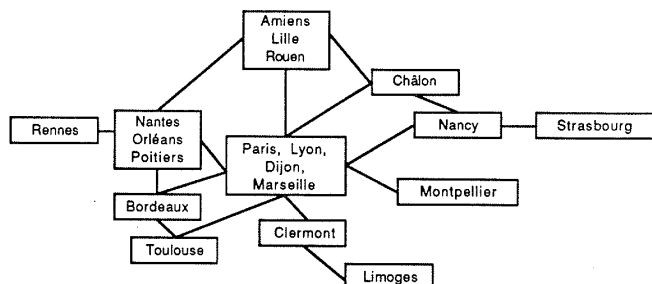 Amiens
Lille
Rouen
Châlon
Rennes
Nantes
Orléans
Poitiers
Nancy
Strasbourg
Paris, Lyon,
Dijon,
Marseille
Montpellier
Bordeaux
Toulouse
Clermont
Limoges